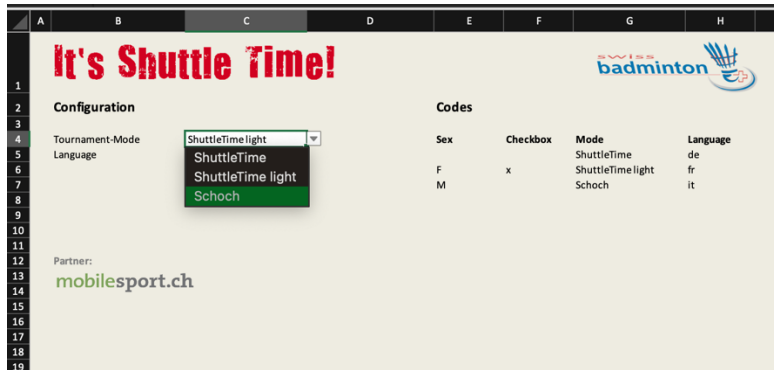 A B C D E F G H
1 It's Shuttle Time! swiss badminton
2 Configuration Codes
3
4 Tournament-Mode ShuttleTime light Sex Checkbox Mode Language
5 Language ShuttleTime ShuttleTime de
6 ShuttleTime light F x ShuttleTime light fr
7 M Schoch it
8 Schoch
9
10
11
12 Partner:
13 mobilesport.ch
14
15
16
17
18
19